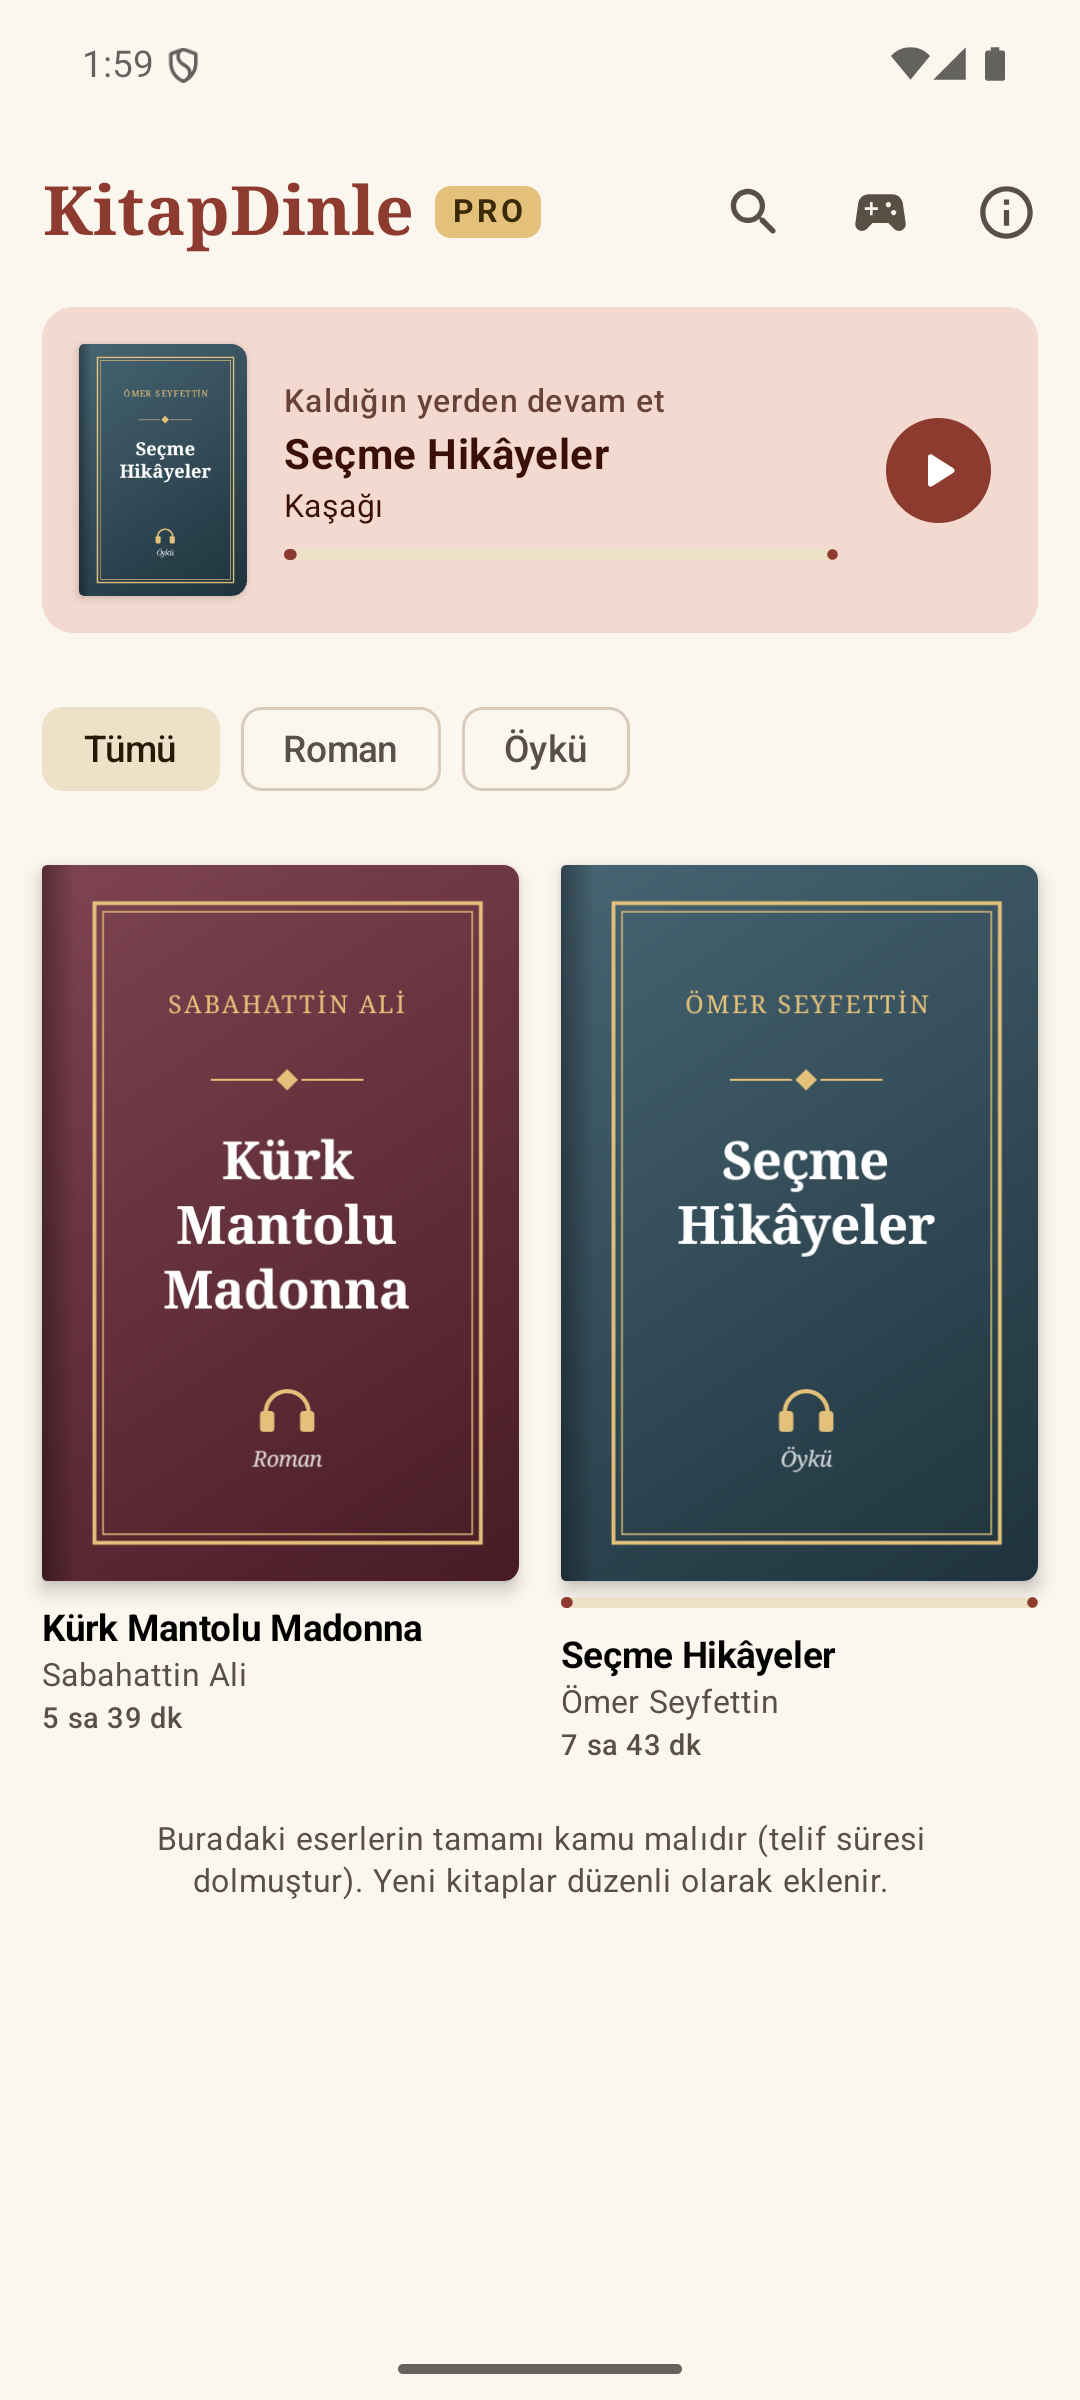 1:59
KitapDinle PRO
ÖMER SEYFETTİN
Seçme
Hikâyeler
Öykü
Kaldığın yerden devam et
Seçme Hikâyeler
Kaşağı
Tümü
Roman
Öykü
SABAHATTİN ALİ
Kürk
Mantolu
Madonna
Roman
ÖMER SEYFETTİN
Seçme
Hikâyeler
Öykü
Kürk Mantolu Madonna
Sabahattin Ali
5 sa 39 dk
Seçme Hikâyeler
Ömer Seyfettin
7 sa 43 dk
Buradaki eserlerin tamamı kamu malıdır (telif süresi
dolmuştur). Yeni kitaplar düzenli olarak eklenir.